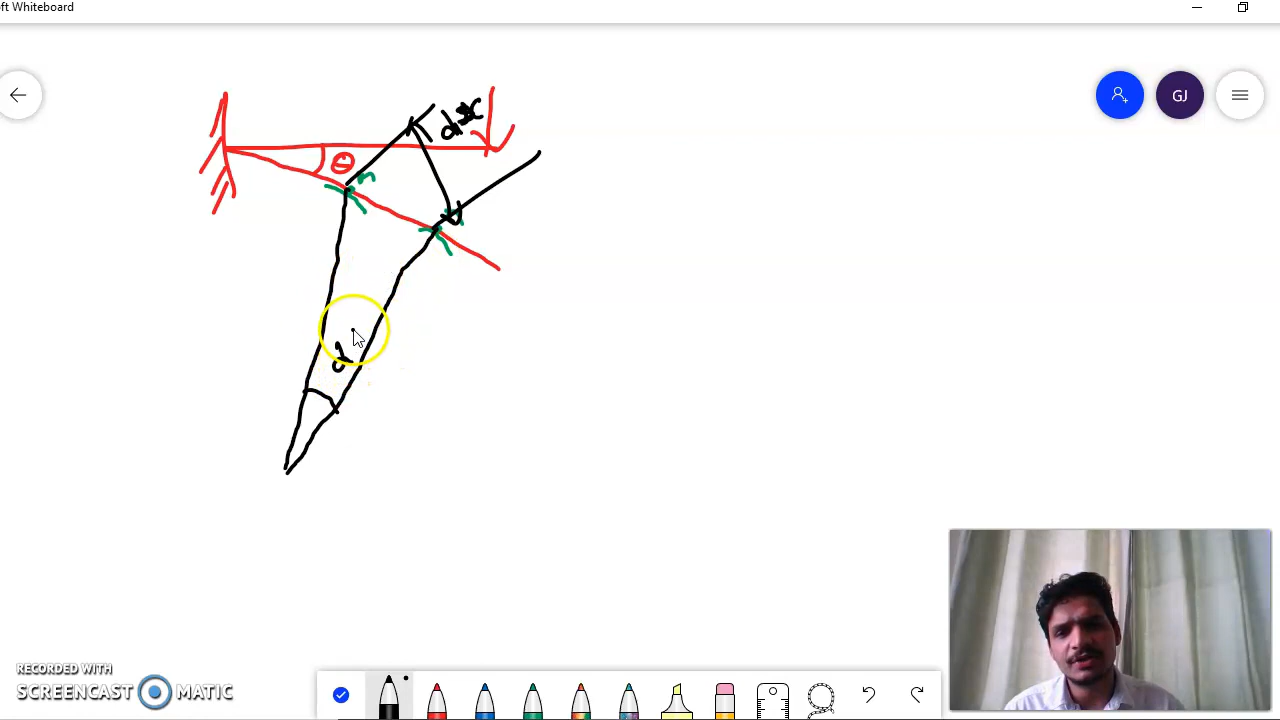 ft Whiteboard
GJ
dx
θ
d
RECORDED WITH
SCREENCAST MATIC